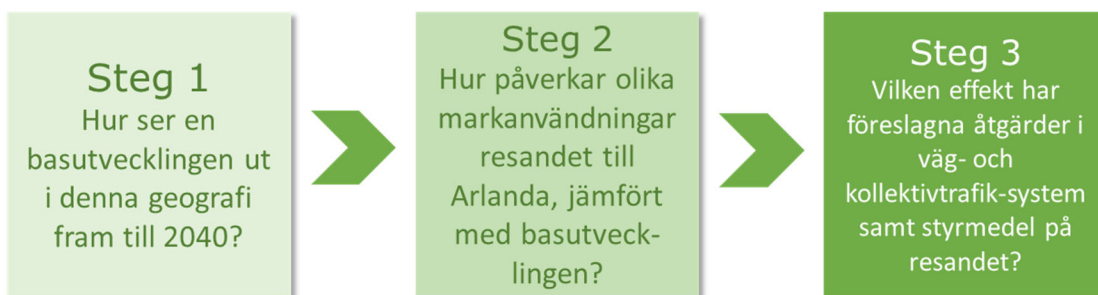 Steg 1
Hur ser en
basutvecklingen ut
i denna geografi
fram till 2040?
Steg 2
Hur påverkar olika
markanvändningar
resandet till
Arlanda, jämfört
med basutveck-
lingen?
Steg 3
Vilken effekt har
föreslagna åtgärder i
väg- och
kollektivtrafik-system
samt styrmedel på
resandet?